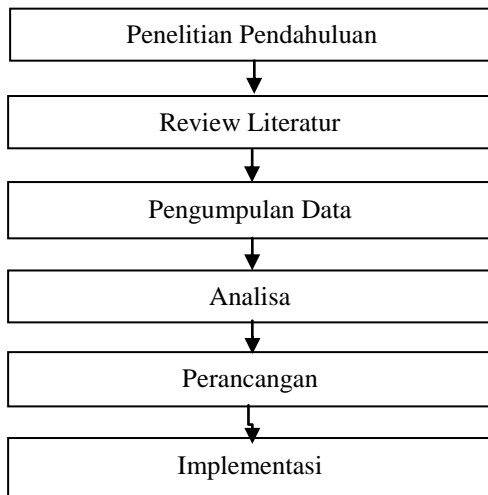 Penelitian Pendahuluan
Review Literatur
Pengumpulan Data
Analisa
Perancangan
Implementasi